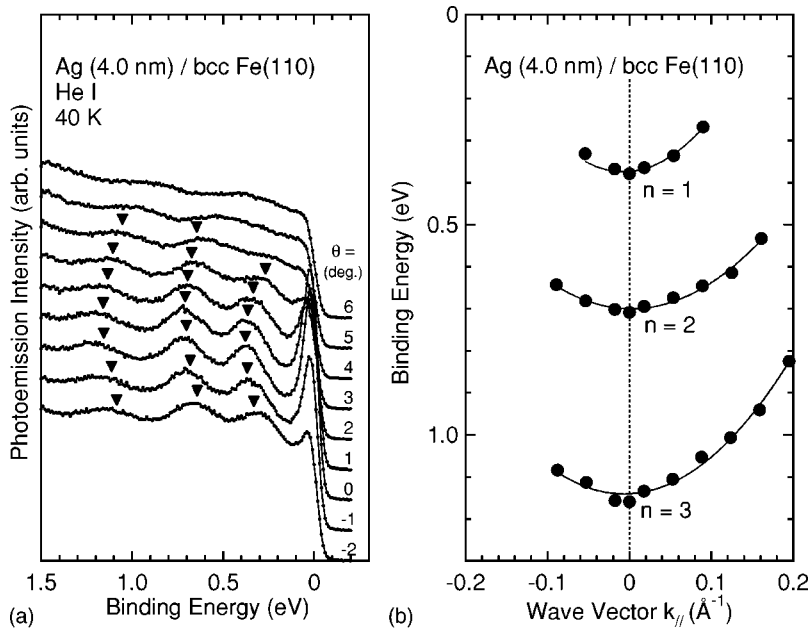 Ag (4.0 nm) / bcc Fe(110)
He I
40 K
θ =
(deg.)
6
5
4
3
2
1
0
-1
-2
Photoemission Intensity (arb. units)
1.5 1.0 0.5 0
Binding Energy (eV)
(a)
Ag (4.0 nm) / bcc Fe(110)
n = 1
n = 2
n = 3
0
0.5
1.0
Binding Energy (eV)
-0.2 -0.1 0 0.1 0.2
Wave Vector k// (Å-1)
(b)